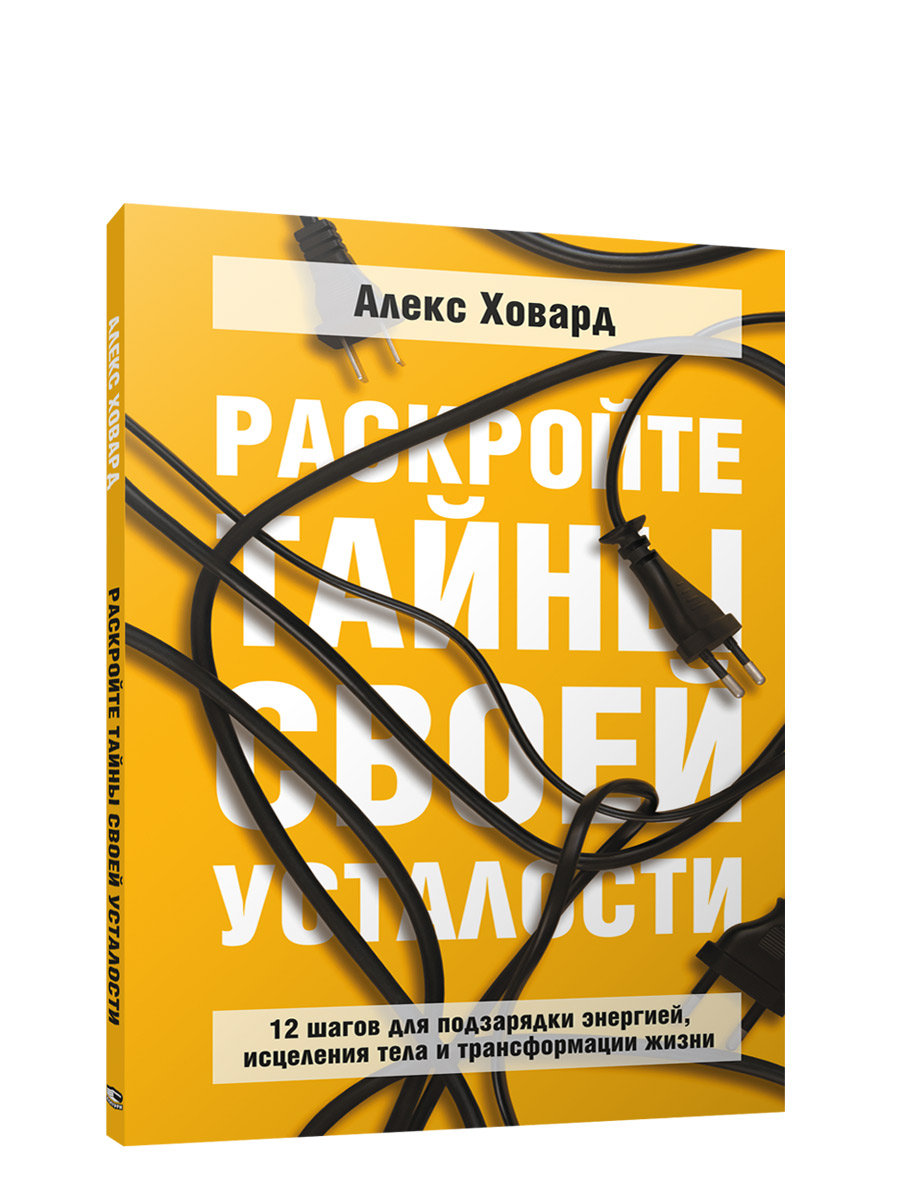 Алекс Ховард
Раскройте
тайны
своей
усталости
12 шагов для подзарядки энергией,
исцеления тела и трансформации жизни
АЛЕКС ХОВАРД
РАСКРОЙТЕ ТАЙНЫ СВОЕЙ УСТАЛОСТИ